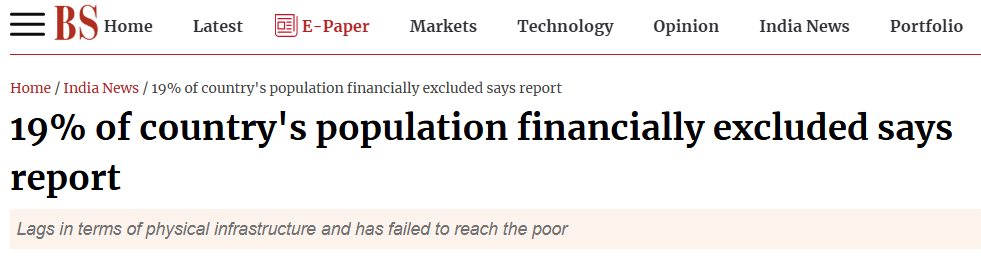 BS Home Latest E-Paper Markets Technology Opinion India News Portfolio
Home / India News / 19% of country's population financially excluded says report
19% of country's population financially excluded says
report
Lags in terms of physical infrastructure and has failed to reach the poor